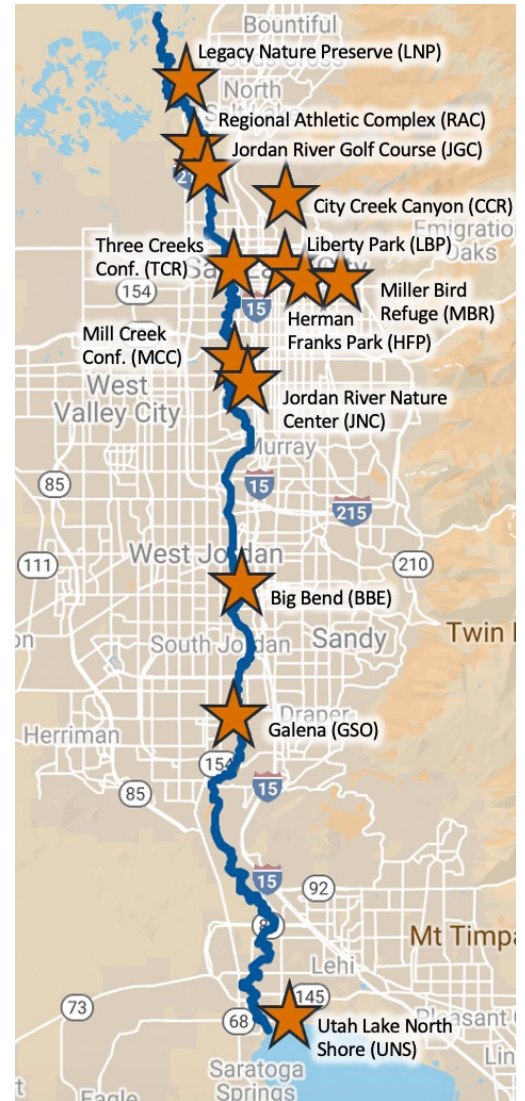 Bountiful
Legacy Nature Preserve (LNP)
North
Regional Athletic Complex (RAC)
Jordan River Golf Course (JGC)
City Creek Canyon (CCR)
Emigration
Oaks
Three Creeks
Conf. (TCR)
Liberty Park (LBP)
154
15
Miller Bird
Refuge (MBR)
Herman
Franks Park (HFP)
Mill Creek
Conf. (MCC)
West
Valley City
Jordan River Nature
Center (JNC)
Murray
85
15
215
111
West Jordan
210
Big Bend (BBE)
South Jordan
Sandy
Twin
Draper
Galena (GSO)
Herriman
154
85
15
15
92
Mt Timpa
Lehi
73
145
68
Utah Lake North
Shore (UNS)
Pleasant
Lin
Saratoga
Springs
Eagle